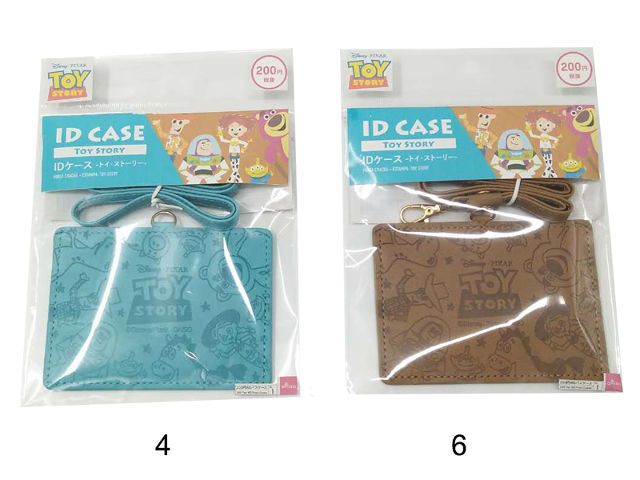 Disney · PIXAR
TOY
STORY
200円
税抜
ID CASE
TOY STORY
IDケース -トイ・ストーリー-
Disney · PIXAR
TOY
STORY
4
Disney · PIXAR
TOY
STORY
200円
税抜
ID CASE
TOY STORY
IDケース -トイ・ストーリー-
Disney · PIXAR
TOY
STORY
6